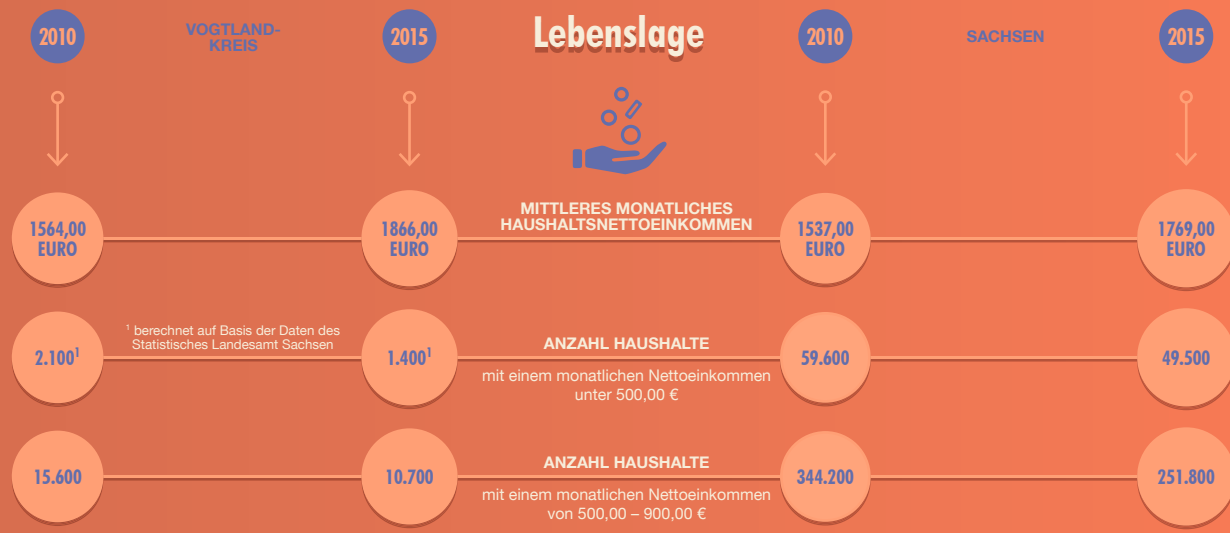 2010
VOGTLAND-
KREIS
2015
Lebenslage
2010
SACHSEN
2015
1564,00
EURO
1866,00
EURO
MITTLERES MONATLICHES
HAUSHALTSNETTOEINKOMMEN
1537,00
EURO
1769,00
EURO
2.100¹
¹ berechnet auf Basis der Daten des
Statistisches Landesamt Sachsen
1.400¹
ANZAHL HAUSHALTE
mit einem monatlichen Nettoeinkommen
unter 500,00 €
59.600
49.500
15.600
10.700
ANZAHL HAUSHALTE
mit einem monatlichen Nettoeinkommen
von 500,00 – 900,00 €
344.200
251.800